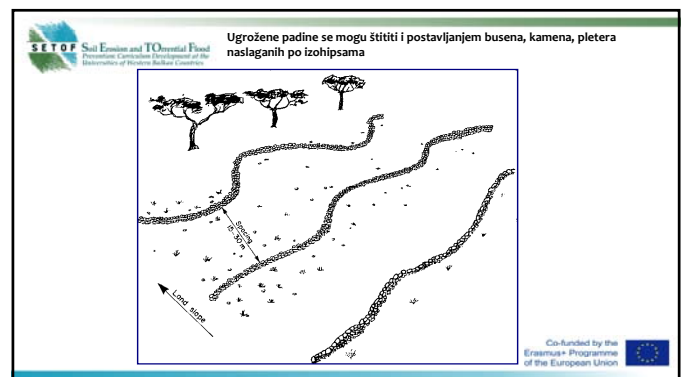 SETOF Soil Erosion and TOrrential Flood
Prevention: Curriculum Development at the
Universities of Western Balkan Countries
Ugrožene padine se mogu štititi i postavljanjem busena, kamena, pletera
naslaganih po izohipsama
Spacing
15-30 m
Land slope
Co-funded by the
Erasmus+ Programme
of the European Union